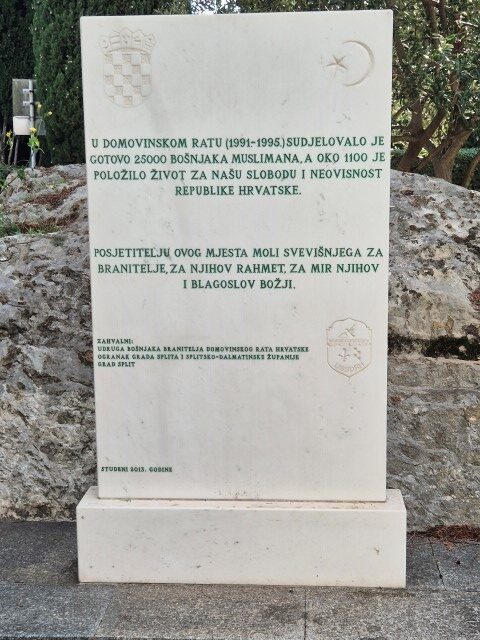 U DOMOVINSKOM RATU (1991-1995.) SUDJELOVALO JE
GOTOVO 25000 BOŠNJAKA MUSLIMANA, A OKO 1100 JE
POLOŽILO ŽIVOT ZA NAŠU SLOBODU I NEOVISNOST
REPUBLIKE HRVATSKE.
POSJETITELJU OVOG MJESTA MOLI SVEVIŠNJEGA ZA
BRANITELJE, ZA NJIHOV RAHMET, ZA MIR NJIHOV
I BLAGOSLOV BOŽJI.
ZAHVALNI:
UDRUGA BOŠNJAKA BRANITELJA DOMOVINSKOG RATA HRVATSKE
OGRANAK GRADA SPLITA I SPLITSKO-DALMATINSKE ŽUPANIJE
GRAD SPLIT
STUDENI 2013. GODINE